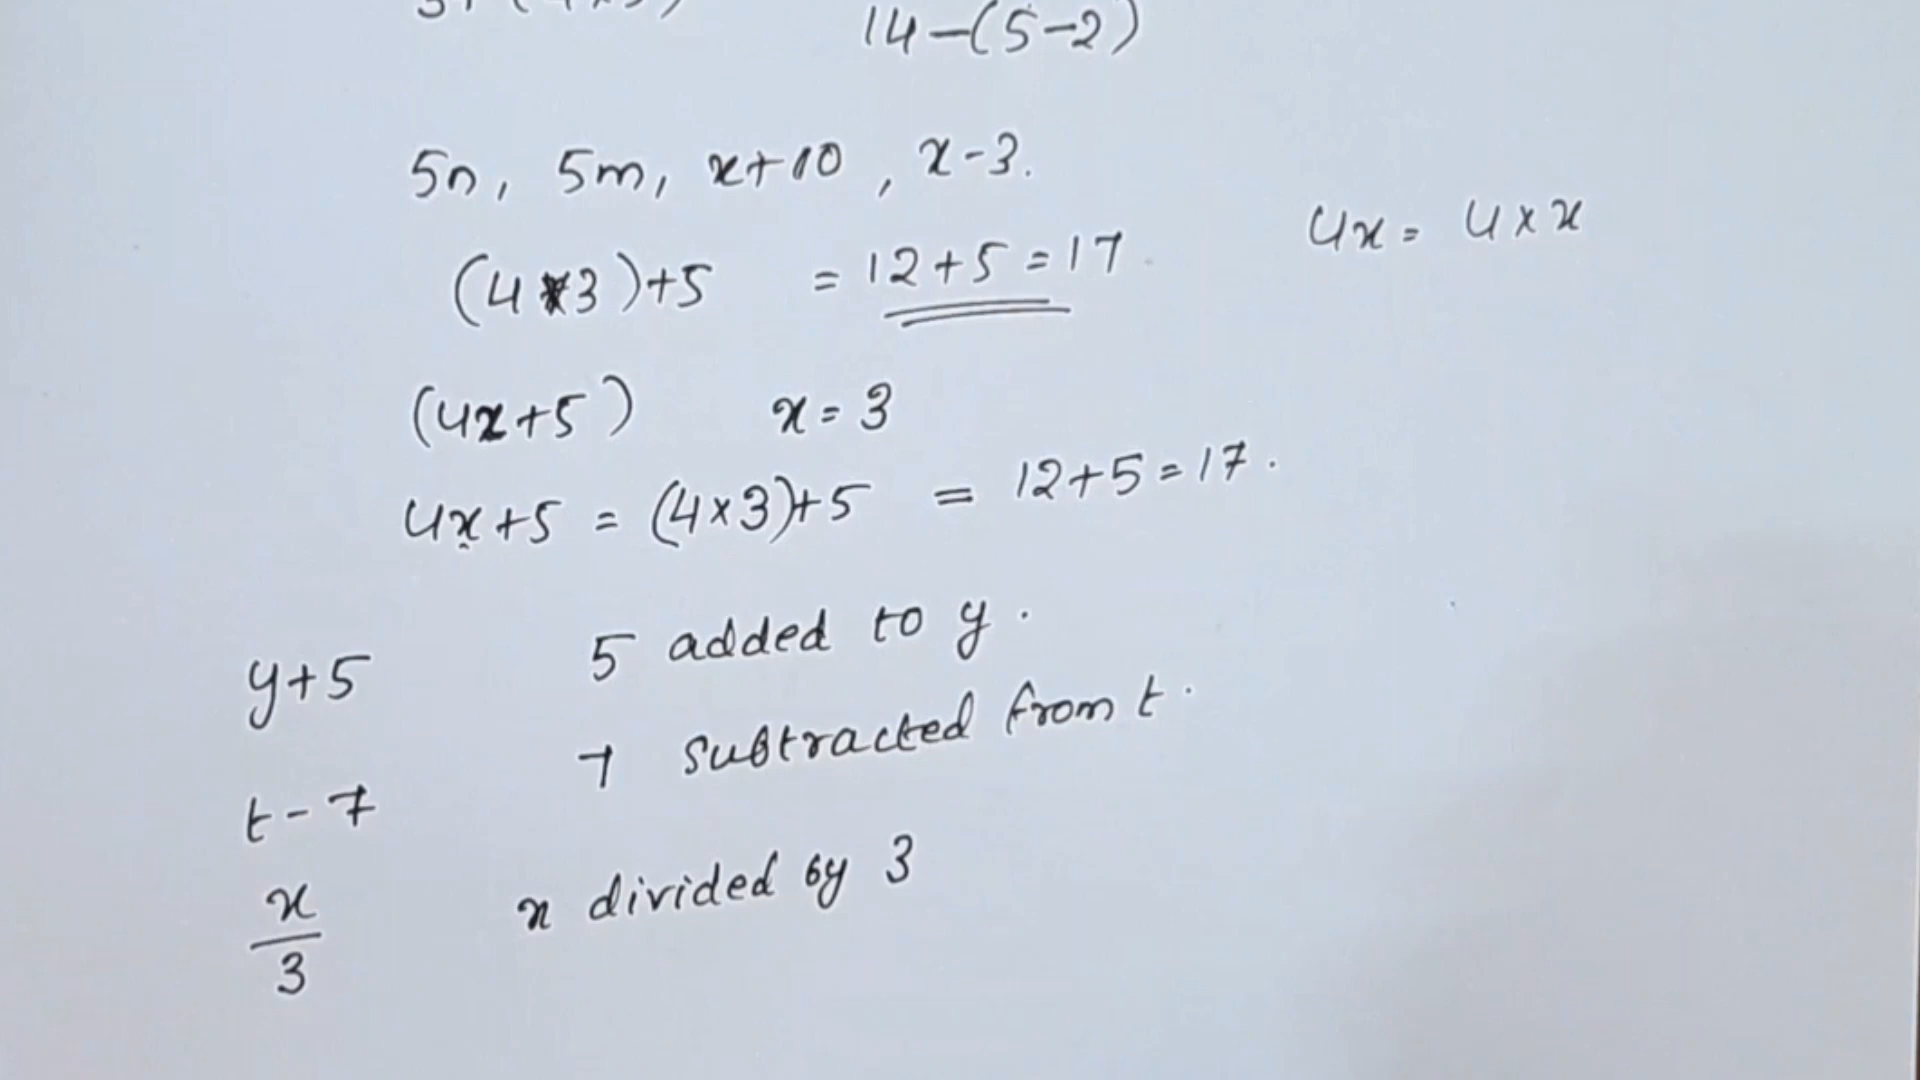 14-(5-2)
5n, 5m, x+10, x-3.
(4×3)+5 = 12+5=17
4x= 4×x
(4x+5) x=3
4x+5 = (4×3)+5 = 12+5=17.
y+5 5 added to y.
t-7 7 subtracted from t.
x/3 x divided by 3